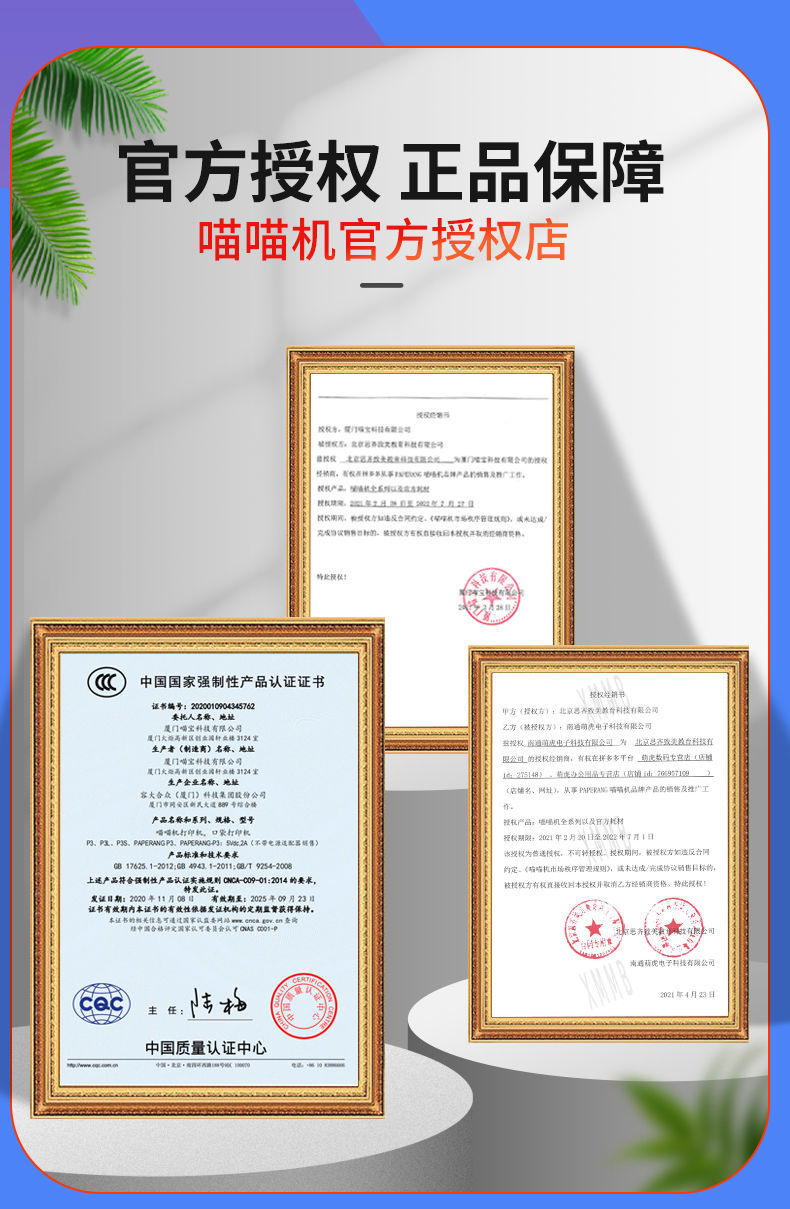 官方授权 正品保障
喵喵机官方授权店
授权经销书
授权方：厦门喵宝科技有限公司
被授权方：北京思齐致美教育科技有限公司
兹授权 北京思齐致美教育科技有限公司 为厦门喵宝科技有限公司的授权
经销商，有权在拼多多从事PAPERANG喵喵机品牌产品的销售及推广工作。
授权产品：喵喵机全系列以及官方耗材
授权期限：2021年2月28日至2022年2月27日
授权期间，被授权方如违反合同约定、《喵喵机市场秩序管理规则》，或未达成/
完成协议销售目标的，被授权方有权直接收回本授权并取消经销商资格。
特此授权！
厦门喵宝科技有限公司
2021年2月28日
CCC
中国国家强制性产品认证证书
证书编号：2020010904345762
委托人名称、地址
厦门喵宝科技有限公司
厦门火炬高新区创业园轩业楼3124室
生产者（制造商）名称、地址
厦门喵宝科技有限公司
厦门火炬高新区创业园轩业楼3124室
生产企业名称、地址
容大合众（厦门）科技集团股份公司
厦门市同安区新民大道889号综合楼
产品名称和系列、规格、型号
喵喵机打印机，口袋打印机
P3、P3L、P3S、PAPERANG P3、PAPERANG-P3：5Vdc,2A（不带电源适配器销售）
产品标准和技术要求
GB 17625.1-2012;GB 4943.1-2011;GB/T 9254-2008
上述产品符合强制性产品认证实施规则CNCA-C09-01:2014的要求，
特发此证。
发证日期：2020年11月08日 有效期至：2025年09月23日
证书有效期内本证书的有效性依据发证机构的定期监督获得保持。
本证书的相关信息可通过国家认监委网站www.cnca.gov.cn查询
经中国合格评定国家认可委员会认可CNAS C001-P
CQC
主 任：陆梅
CHINA QUALITY CERTIFICATION CENTRE
中国质量认证中心
中国质量认证中心
http://www.cqc.com.cn
中国·北京·南四环西路188号9区 100070
电话：+86 10 83886666
授权经销书
甲方（授权方）：北京思齐致美教育科技有限公司
乙方（被授权方）：南通萌虎电子科技有限公司
兹授权 南通萌虎电子科技有限公司 为 北京思齐致美教育科技有
限公司 的授权经销商，有权在拼多多平台 萌虎数码专营店（店铺
id：275148），萌虎办公用品专营店（店铺 id：766957109 ）
（店铺名、网址），从事PAPERANG喵喵机品牌产品的销售及推广工
作。
授权产品：喵喵机全系列以及官方耗材
授权期限：2021年2月20日至2022年7月1日
该授权为普通授权，不可转授权。授权期间，被授权方如违反合同
约定、《喵喵机市场秩序管理规则》，或未达成/完成协议销售目标的，
被授权方有权直接收回本授权并取消乙方经销商资格。特此授权！
北京思齐致美教育科技有限公司
南通萌虎电子科技有限公司
2021年4月23日
XMMB
XMMB